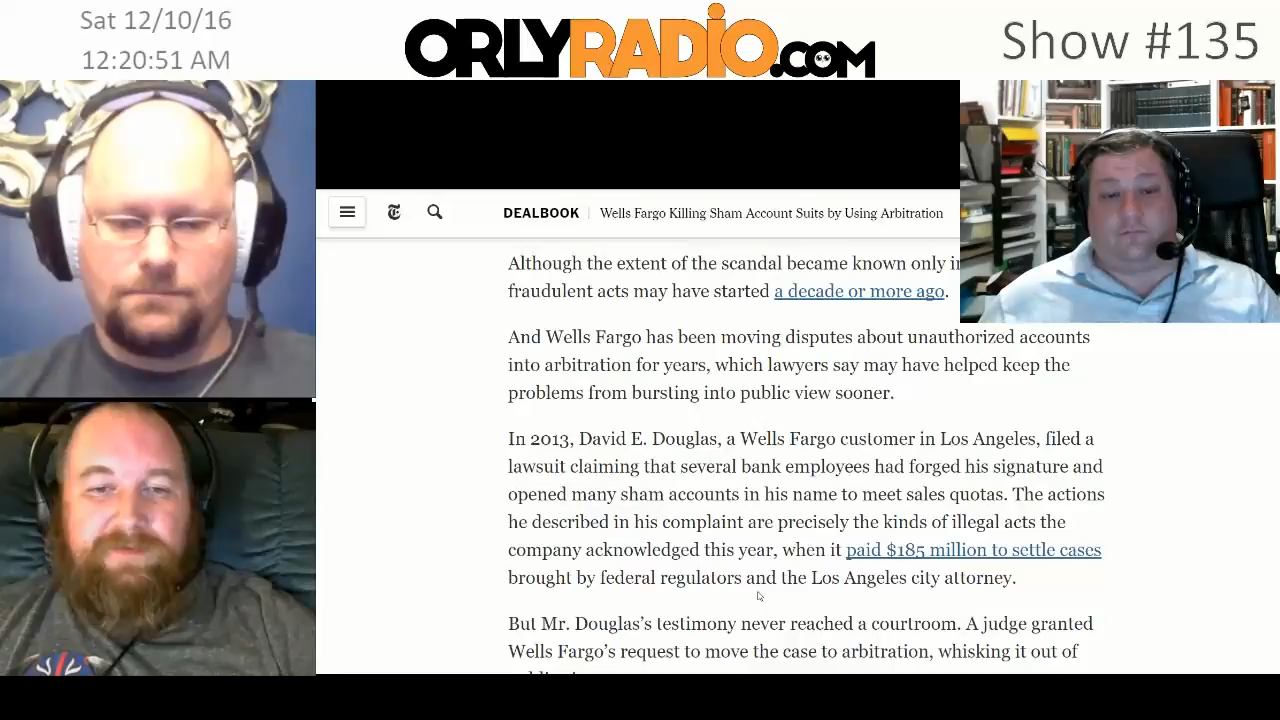 Sat 12/10/16
12:20:51 AM
ORLYRADIO.COM
Show #135
DEALBOOK | Wells Fargo Killing Sham Account Suits by Using Arbitration
Although the extent of the scandal became known only
fraudulent acts may have started a decade or more ago.
And Wells Fargo has been moving disputes about unauthorized accounts
into arbitration for years, which lawyers say may have helped keep the
problems from bursting into public view sooner.
In 2013, David E. Douglas, a Wells Fargo customer in Los Angeles, filed a
lawsuit claiming that several bank employees had forged his signature and
opened many sham accounts in his name to meet sales quotas. The actions
he described in his complaint are precisely the kinds of illegal acts the
company acknowledged this year, when it paid $185 million to settle cases
brought by federal regulators and the Los Angeles city attorney.
But Mr. Douglas’s testimony never reached a courtroom. A judge granted
Wells Fargo’s request to move the case to arbitration, whisking it out of